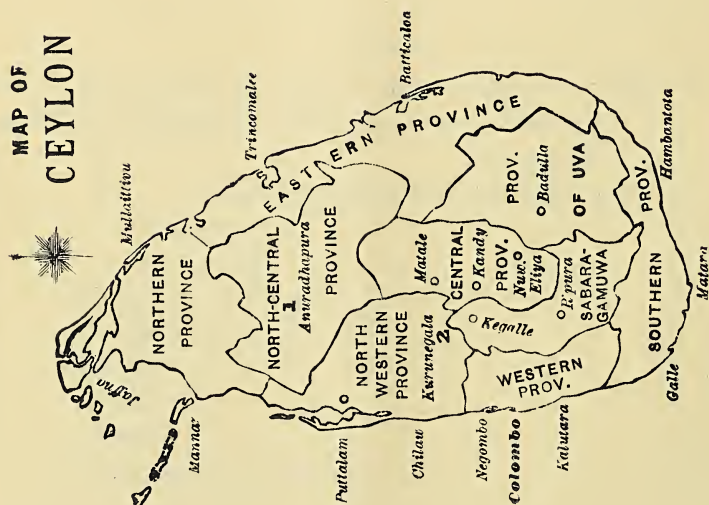 MAP OF
CEYLON
Mullaittivu
Jaffna
NORTHERN
PROVINCE
Mannar
Trincomalee
NORTH-CENTRAL
1
Anuradhapura
PROVINCE
EASTERN PROVINCE
Batticaloa
Puttalam
NORTH
WESTERN
PROVINCE
Kurunegala
2
Chilaw
Matale
CENTRAL
Kandy
PROV.
Nuw.
Eliya
PROV.
Badulla
OF UVA
Kegalle
Negombo
Colombo
WESTERN
PROV.
Kalutara
R'pura
SABARA-
GAMUWA
SOUTHERN
PROV.
Hambantota
Galle
Matara